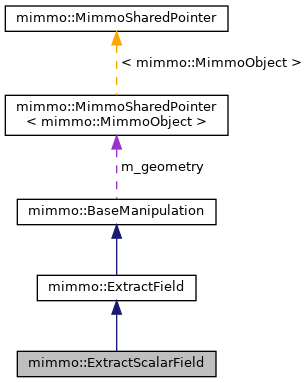 mimmo::MimmoSharedPointer
< mimmo::MimmoObject >
mimmo::MimmoSharedPointer
< mimmo::MimmoObject >
m_geometry
mimmo::BaseManipulation
mimmo::ExtractField
mimmo::ExtractScalarField